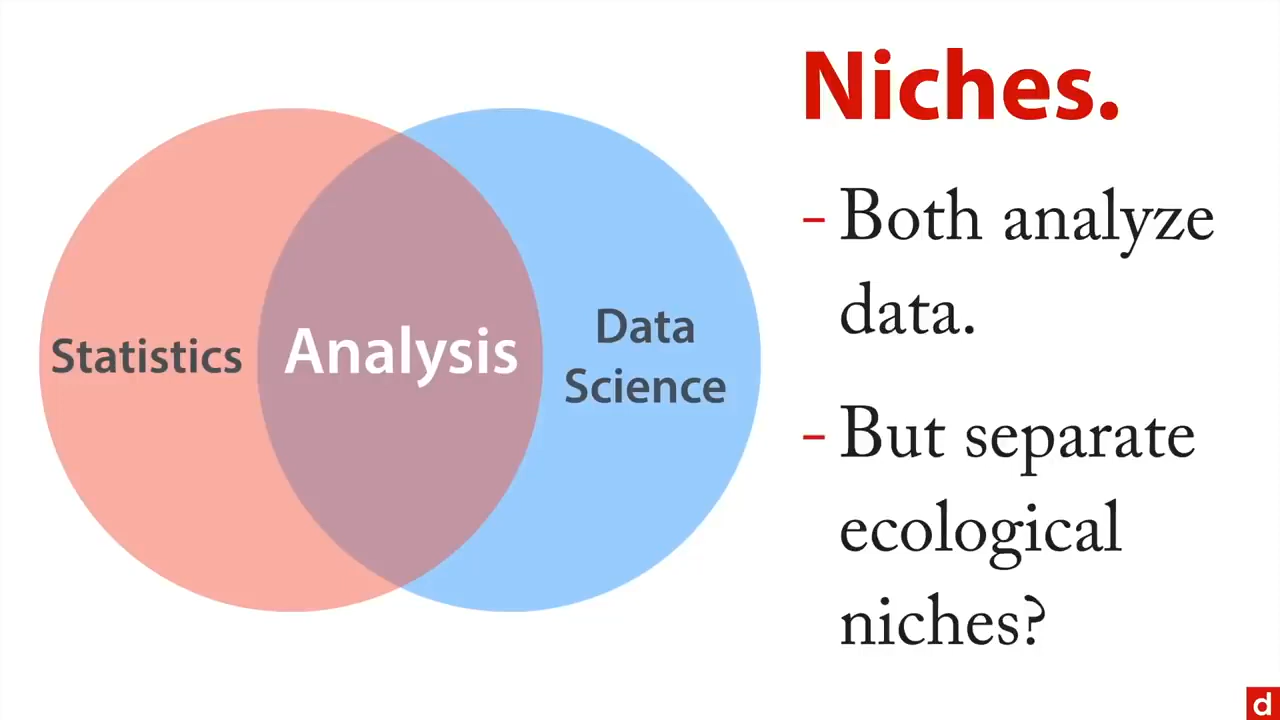 Niches.
Statistics
Analysis
Data
Science
- Both analyze
data.
- But separate
ecological
niches?
d